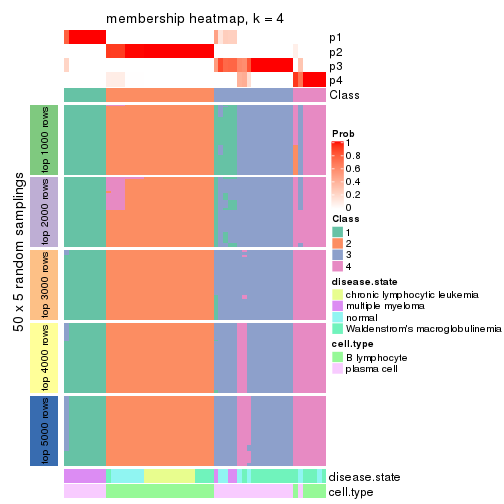 membership heatmap, k = 4
p1
p2
p3
p4
Class
50 x 5 random samplings
top 1000 rows
top 2000 rows
top 3000 rows
top 4000 rows
top 5000 rows
disease.state
cell.type
Prob
1
0.8
0.6
0.4
0.2
0
Class
1
2
3
4
disease.state
chronic lymphocytic leukemia
multiple myeloma
normal
Waldenstrom's macroglobulinemia
cell.type
B lymphocyte
plasma cell